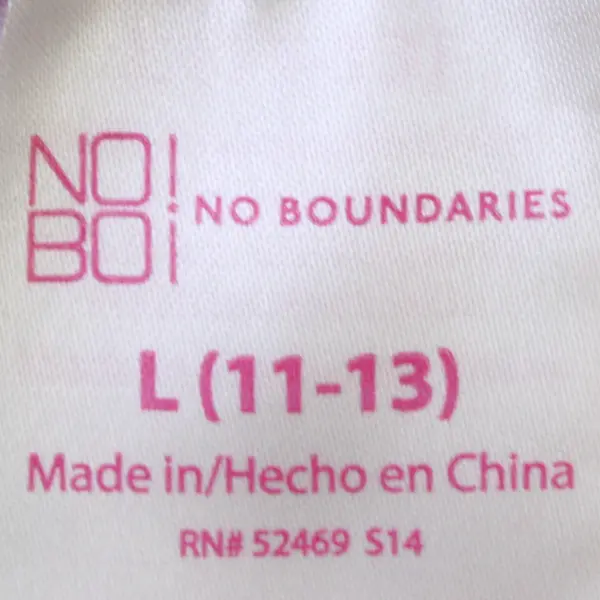 NO!
BO¡
NO BOUNDARIES
L (11-13)
Made in/Hecho en China
RN# 52469 S14